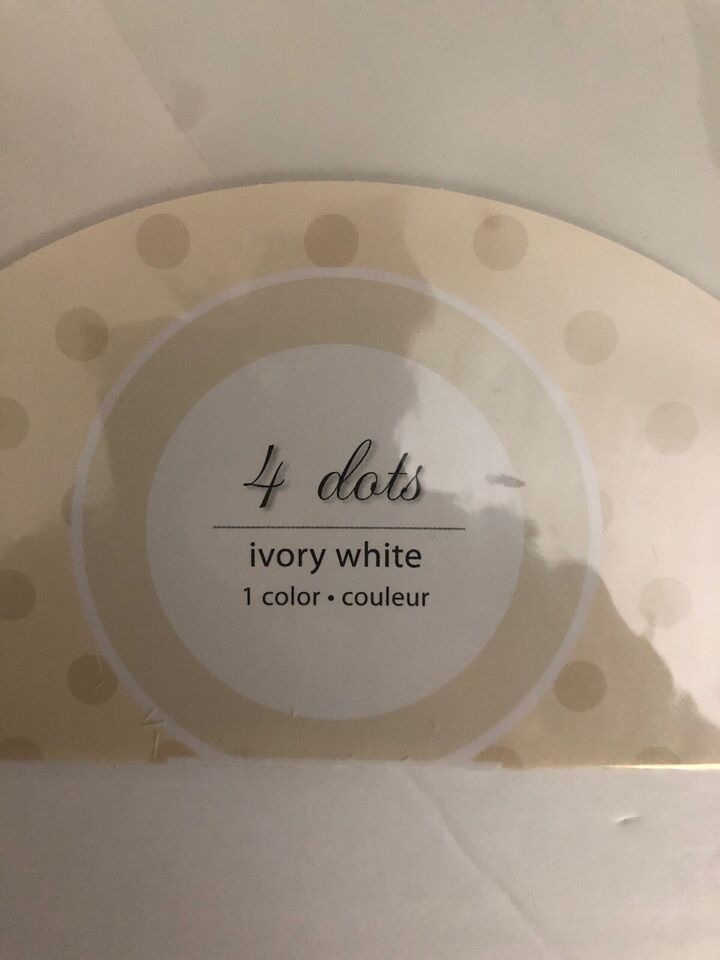 4 dots
ivory white
1 color • couleur